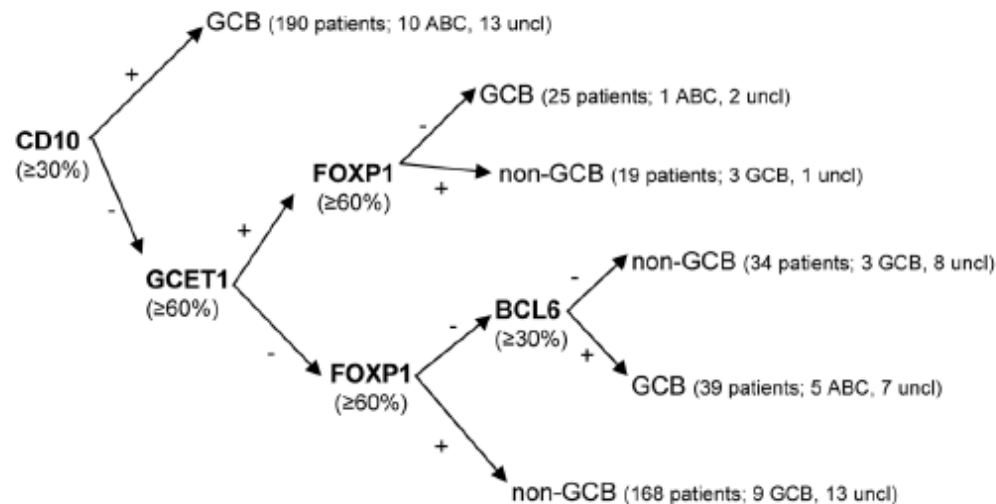 GCB (190 patients; 10 ABC, 13 uncl)
+
GCB (25 patients; 1 ABC, 2 uncl)
-
CD10
(≥30%)
FOXP1
(≥60%)
non-GCB (19 patients; 3 GCB, 1 uncl)
+
-
+
GCET1
(≥60%)
non-GCB (34 patients; 3 GCB, 8 uncl)
-
BCL6
(≥30%)
-
+
-
FOXP1
(≥60%)
GCB (39 patients; 5 ABC, 7 uncl)
+
non-GCB (168 patients; 9 GCB, 13 uncl)